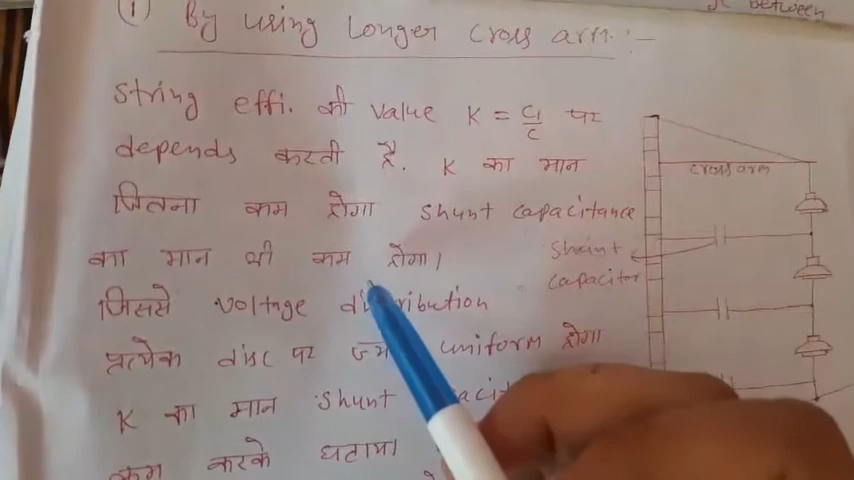 between
(1) By using Longer cross arm :-
String effi. की value K = C1/C पर
depends करती है. K का मान
जितना कम होगा shunt capacitance
का मान भी कम होगा।
जिससे voltage distribution
प्रत्येक disc पर uniform होगा
K का मान shunt
कम करके घटाया
cross arm
Shunt
capacitor